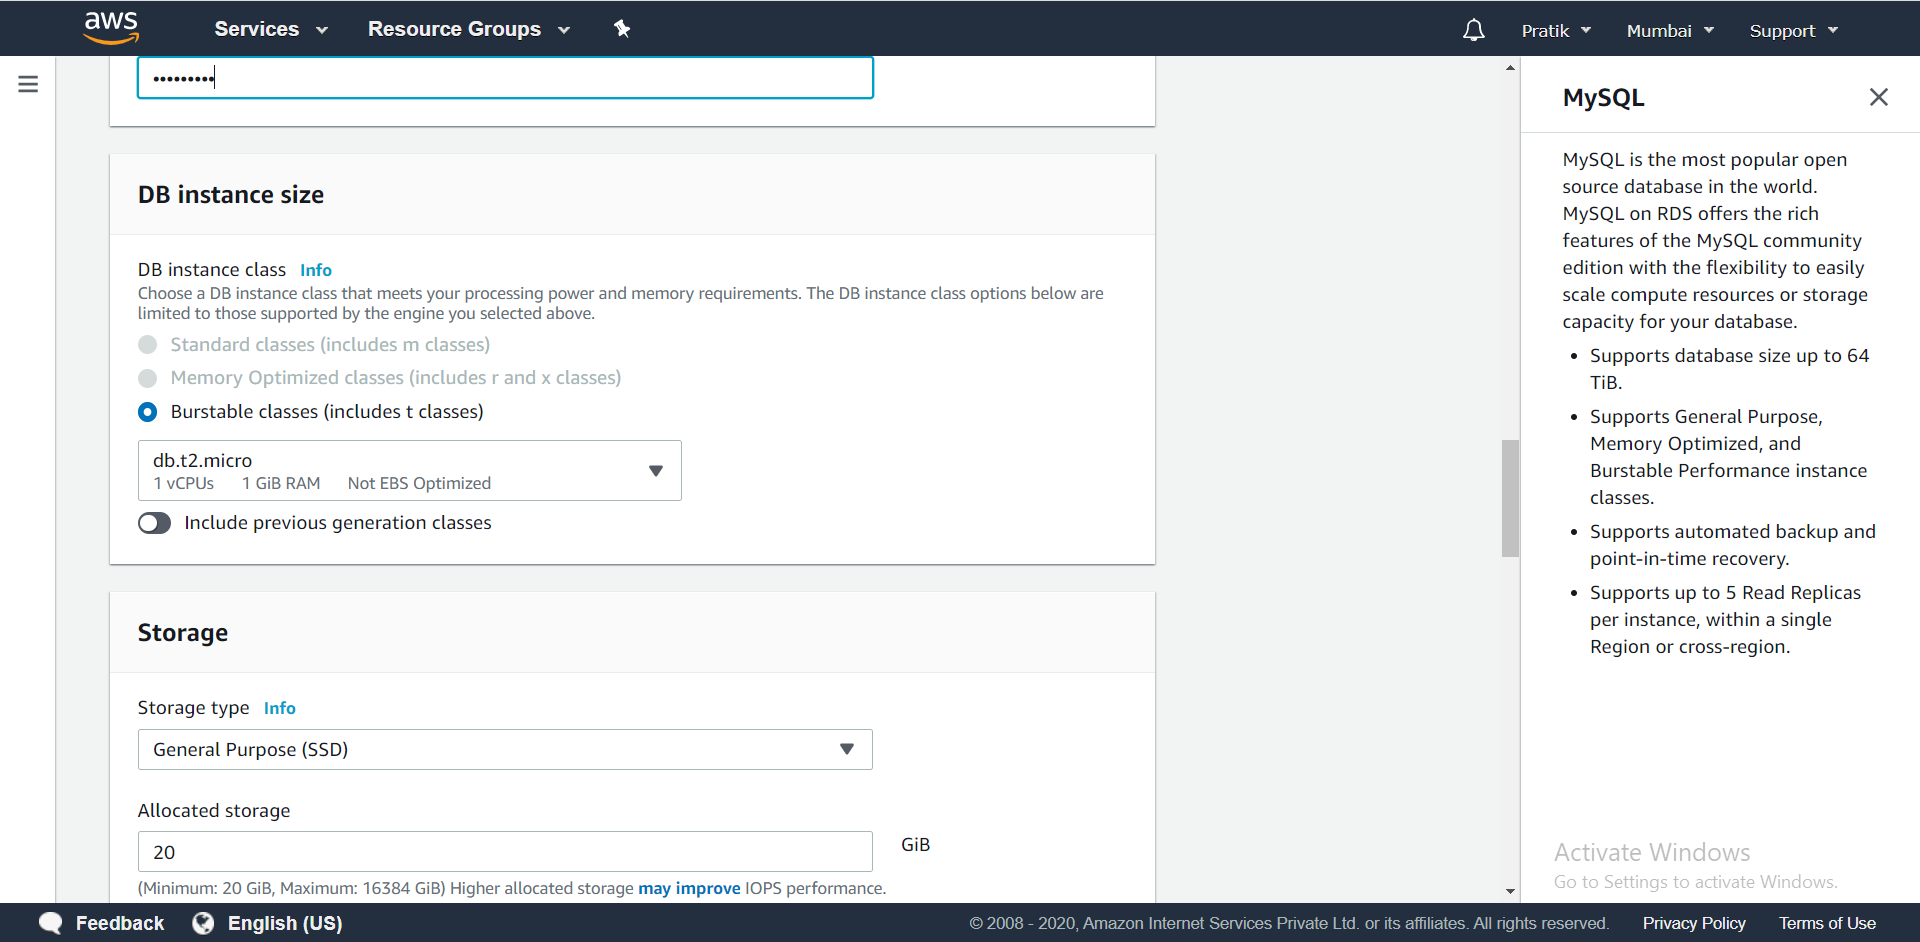 aws Services Resource Groups Pratik Mumbai Support
•••••••••
DB instance size
DB instance class Info
Choose a DB instance class that meets your processing power and memory requirements. The DB instance class options below are
limited to those supported by the engine you selected above.
Standard classes (includes m classes)
Memory Optimized classes (includes r and x classes)
Burstable classes (includes t classes)
db.t2.micro
1 vCPUs 1 GiB RAM Not EBS Optimized
Include previous generation classes
Storage
Storage type Info
General Purpose (SSD)
Allocated storage
20
GiB
(Minimum: 20 GiB, Maximum: 16384 GiB) Higher allocated storage may improve IOPS performance.
MySQL
MySQL is the most popular open
source database in the world.
MySQL on RDS offers the rich
features of the MySQL community
edition with the flexibility to easily
scale compute resources or storage
capacity for your database.
• Supports database size up to 64
TiB.
• Supports General Purpose,
Memory Optimized, and
Burstable Performance instance
classes.
• Supports automated backup and
point-in-time recovery.
• Supports up to 5 Read Replicas
per instance, within a single
Region or cross-region.
Activate Windows
Go to Settings to activate Windows.
Feedback English (US) © 2008 - 2020, Amazon Internet Services Private Ltd. or its affiliates. All rights reserved. Privacy Policy Terms of Use